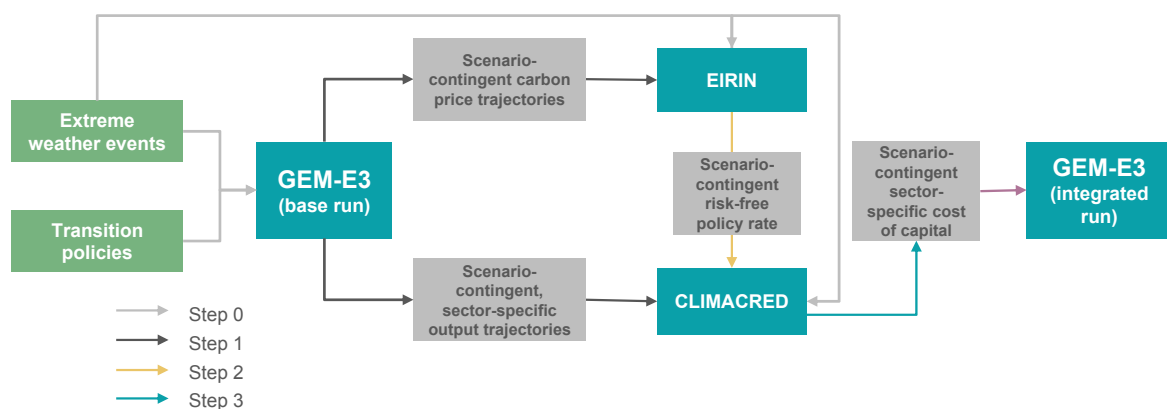 Extreme
weather events
Transition
policies
GEM-E3
(base run)
Scenario-
contingent carbon
price trajectories
Scenario-
contingent,
sector-specific
output trajectories
EIRIN
Scenario-
contingent
risk-free
policy rate
CLIMACRED
Scenario-
contingent
sector-
specific cost
of capital
GEM-E3
(integrated
run)
Step 0
Step 1
Step 2
Step 3